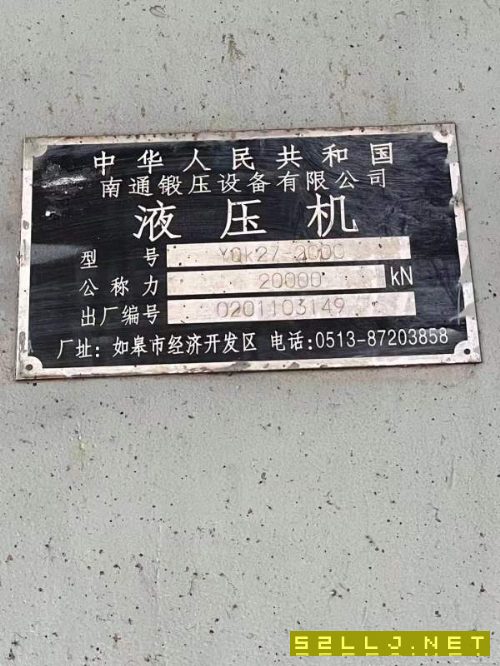 中华人民共和国
南通锻压设备有限公司
液压机
型号 YQk27-2000
公称力 20000 kN
出厂编号 0201103149
厂址：如皋市经济开发区 电话:0513-87203858
52LLJ.NET